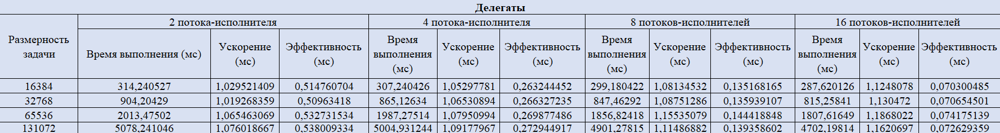 Делегаты
Размерность задачи
2 потока-исполнителя
4 потока-исполнителя
8 потоков-исполнителей
16 потоков-исполнителей
Время выполнения (мс)
Ускорение (мс)
Эффективность (мс)
Время выполнения (мс)
Ускорение (мс)
Эффективность (мс)
Время выполнения (мс)
Ускорение (мс)
Эффективность (мс)
Время выполнения (мс)
Ускорение (мс)
Эффективность (мс)
16384 314,240527 1,029521409 0,514760704 307,240426 1,05297781 0,263244452 299,180422 1,08134532 0,135168165 287,620126 1,1248078 0,070300485
32768 904,20429 1,019268359 0,50963418 865,12634 1,06530894 0,266327235 847,46292 1,08751286 0,135939107 815,25841 1,130472 0,070654501
65536 2013,47502 1,065463069 0,532731534 1987,27514 1,07950994 0,269877486 1856,82418 1,15535079 0,144418848 1807,61649 1,1868022 0,074175139
131072 5078,241046 1,076018667 0,538009334 5004,931244 1,09177967 0,272944917 4901,27815 1,11486882 0,139358602 4702,19814 1,1620697 0,072629359